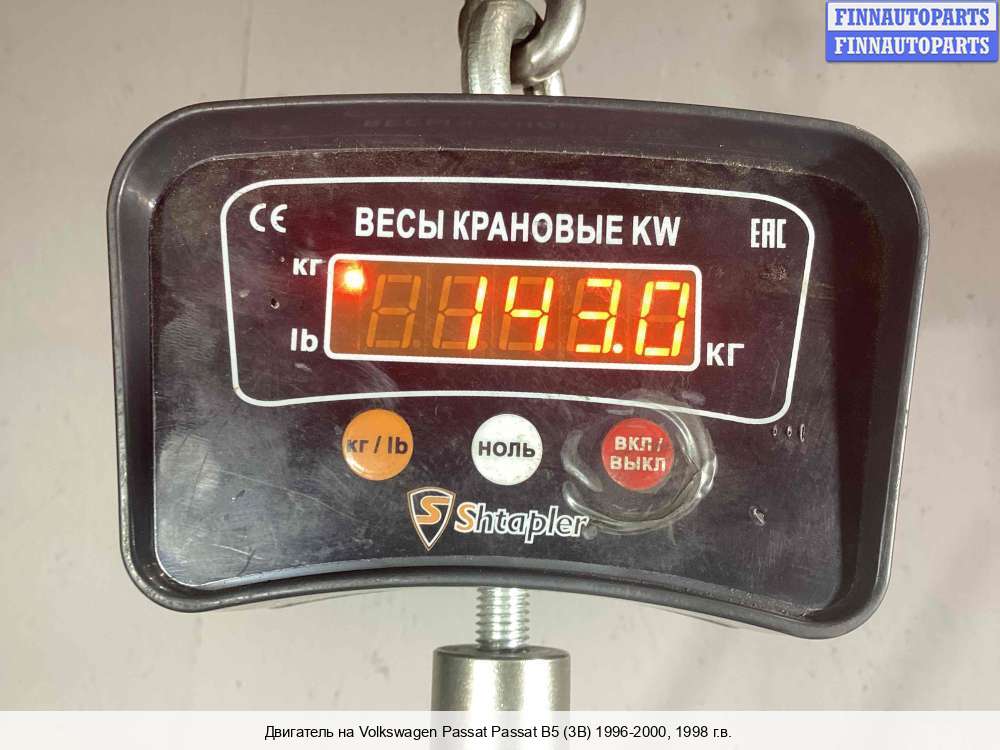 FINNAUTOPARTS
FINNAUTOPARTS
CE
ВЕСЫ КРАНОВЫЕ KW
EAC
кг
143.0
lb
КГ
кг / lb
НОЛЬ
ВКЛ /
ВЫКЛ
S Shtapler
Двигатель на Volkswagen Passat Passat B5 (3B) 1996-2000, 1998 г.в.